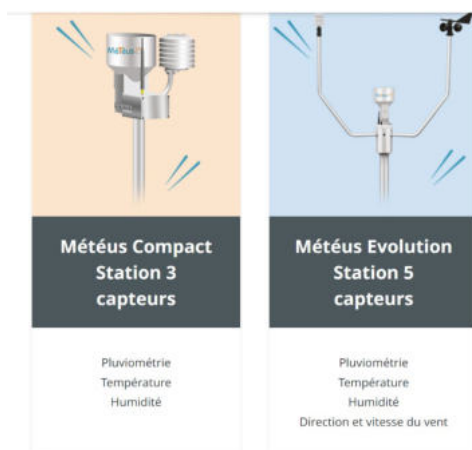 Météus
Météus Compact
Station 3
capteurs
Pluviométrie
Température
Humidité
Météus Evolution
Station 5
capteurs
Pluviométrie
Température
Humidité
Direction et vitesse du vent